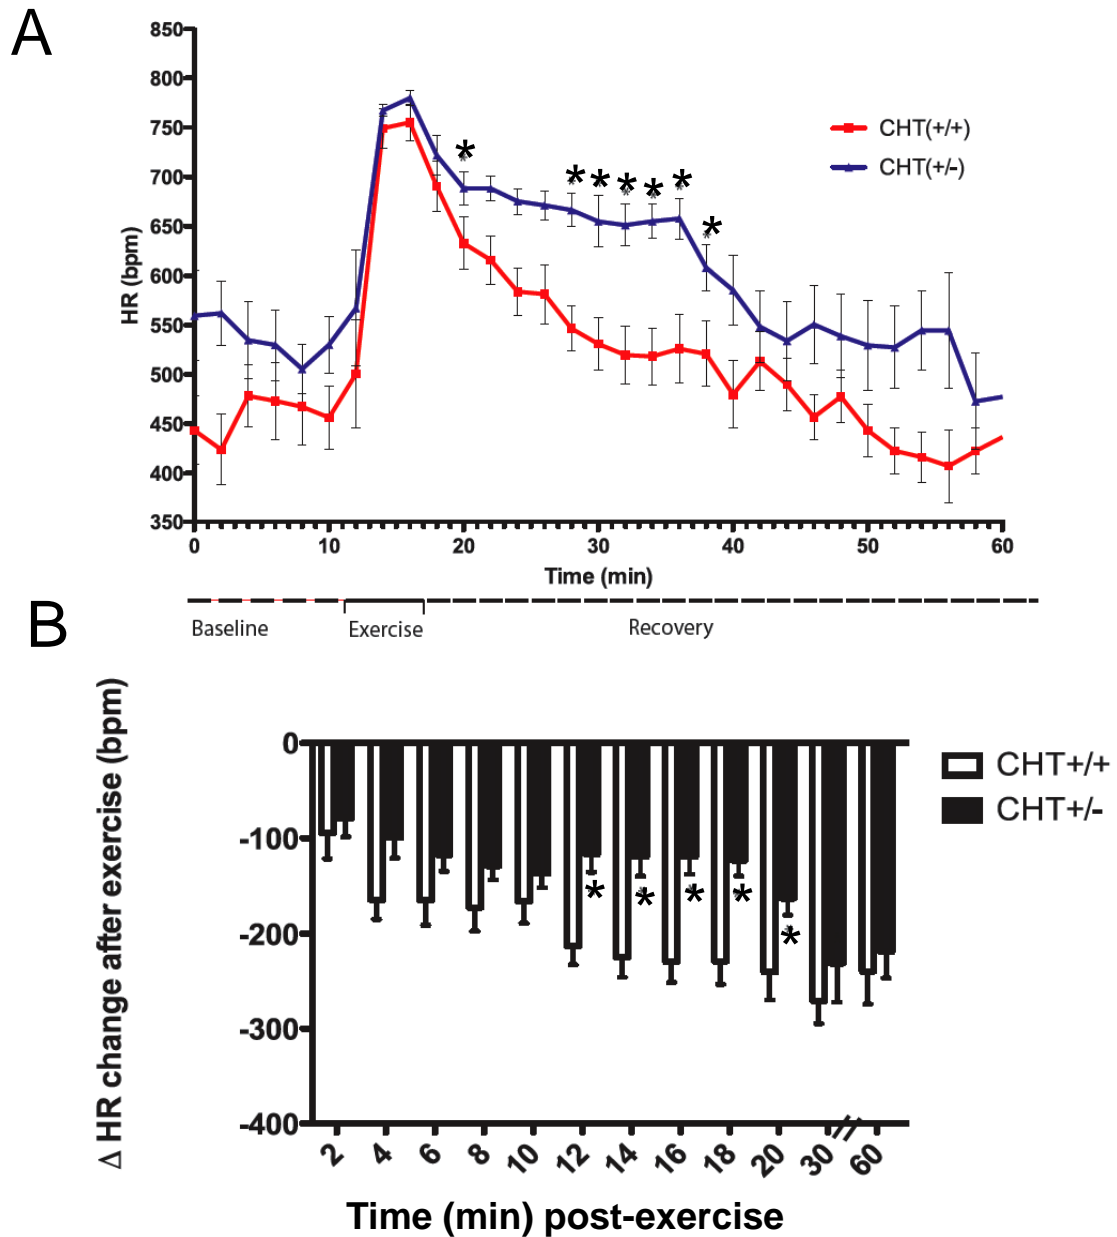 A
850
800
750
700
650
600
550
500
450
400
350
HR (bpm)
CHT(+/+)
CHT(+/-)
* * * * * * *
0 10 20 30 40 50 60
Time (min)
Baseline Exercise Recovery
B
Δ HR change after exercise (bpm)
0
-100
-200
-300
-400
CHT+/+
CHT+/-
* * * * *
2 4 6 8 10 12 14 16 18 20 30 // 60
Time (min) post-exercise